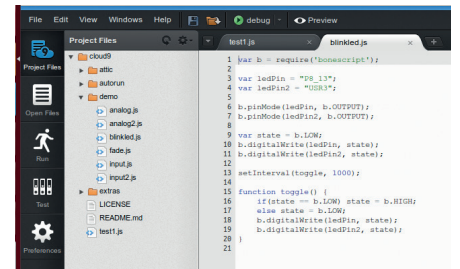 File Edit View Windows Help debug Preview
Project Files
Open Files
Run
Test
Preferences
Project Files
cloud9
attic
autorun
demo
analog.js
analog2.js
blinkled.js
fade.js
input.js
input2.js
extras
LICENSE
README.md
test1.js
test1.js × blinkled.js × +
1 var b = require('bonescript');
2
3 var ledPin = "P8_13";
4 var ledPin2 = "USR3";
5
6 b.pinMode(ledPin, b.OUTPUT);
7 b.pinMode(ledPin2, b.OUTPUT);
8
9 var state = b.LOW;
10 b.digitalWrite(ledPin, state);
11 b.digitalWrite(ledPin2, state);
12
13 setInterval(toggle, 1000);
14
15 function toggle() {
16 if(state == b.LOW) state = b.HIGH;
17 else state = b.LOW;
18 b.digitalWrite(ledPin, state);
19 b.digitalWrite(ledPin2, state);
20 }
21